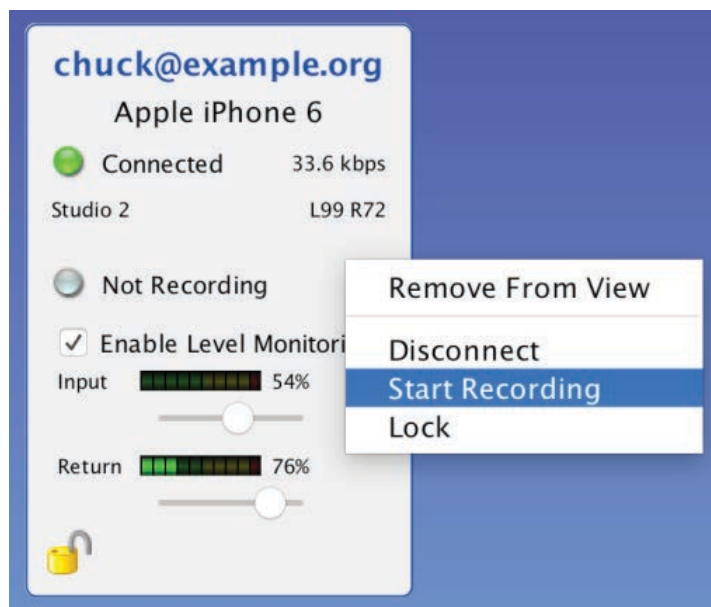 chuck@example.org
Apple iPhone 6
Connected 33.6 kbps
Studio 2 L99 R72
Not Recording
Enable Level Monitori
Input 54%
Return 76%
Remove From View
Disconnect
Start Recording
Lock